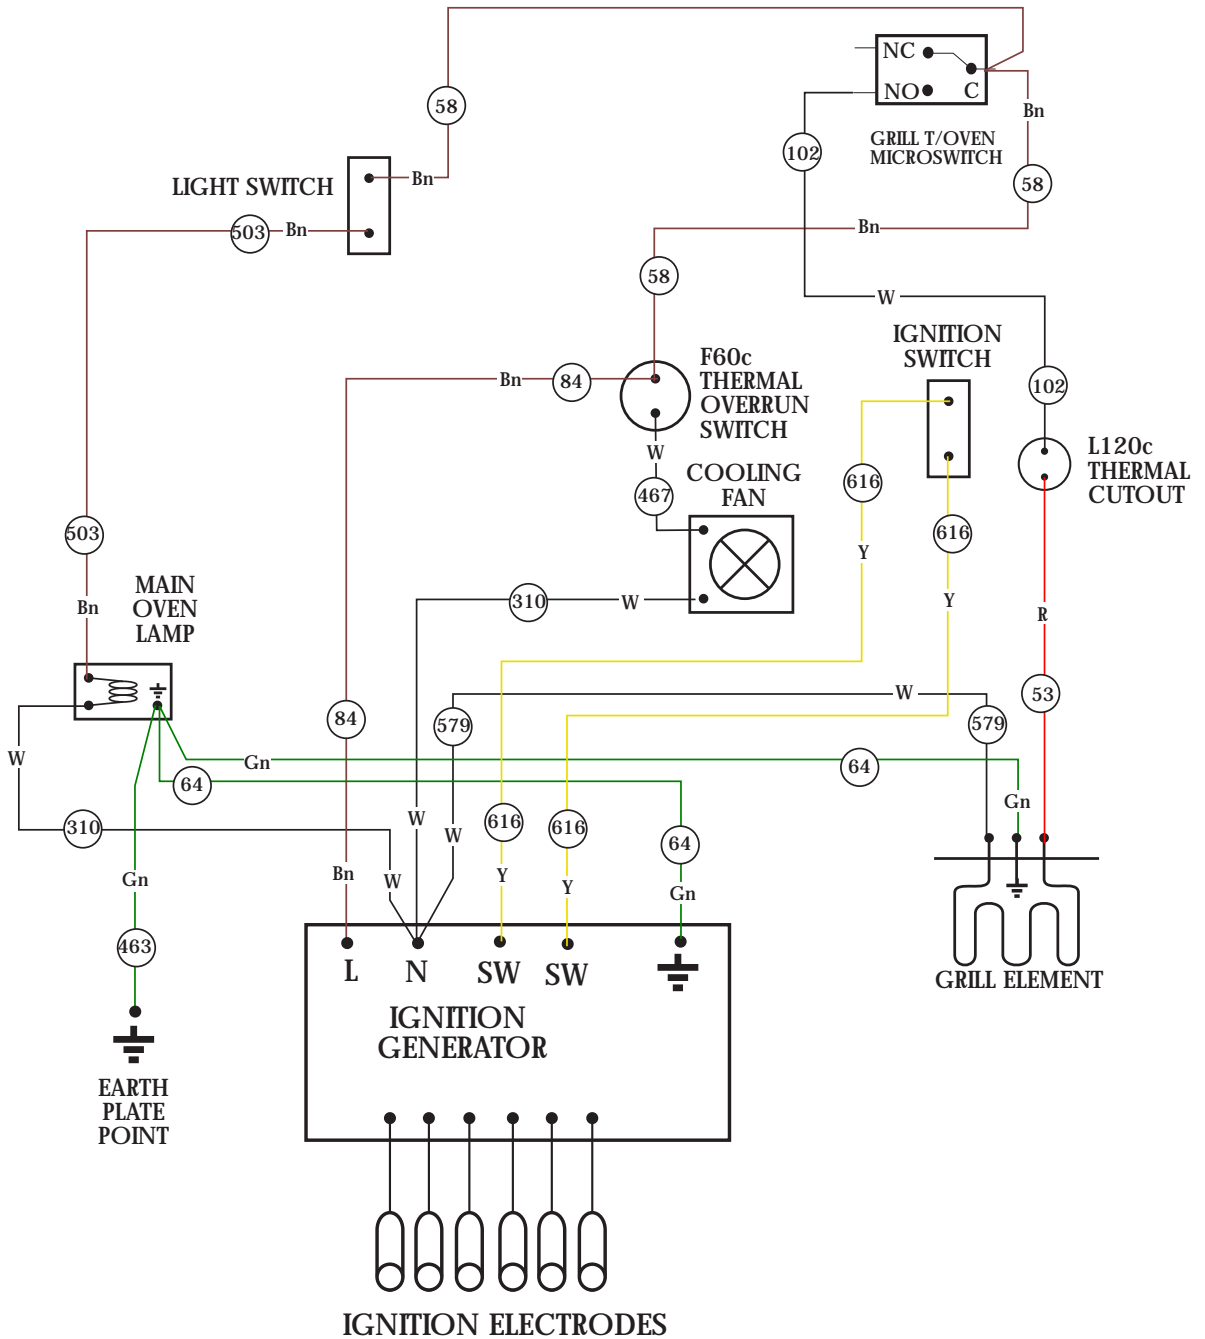 NC
NO
C
Bn
58
GRILL T/OVEN
MICROSWITCH
102
58
LIGHT SWITCH
Bn
503
Bn
Bn
58
W
IGNITION
SWITCH
F60c
THERMAL
OVERRUN
SWITCH
Bn
84
102
W
L120c
THERMAL
CUTOUT
COOLING
FAN
616
467
503
616
Y
MAIN
OVEN
LAMP
Bn
310
W
Y
R
W
53
84
579
579
W
Gn
64
64
Gn
310
W
616
616
W
64
Bn
W
Y
Y
Gn
Gn
463
L
N
SW
SW
GRILL ELEMENT
IGNITION
GENERATOR
EARTH
PLATE
POINT
IGNITION ELECTRODES